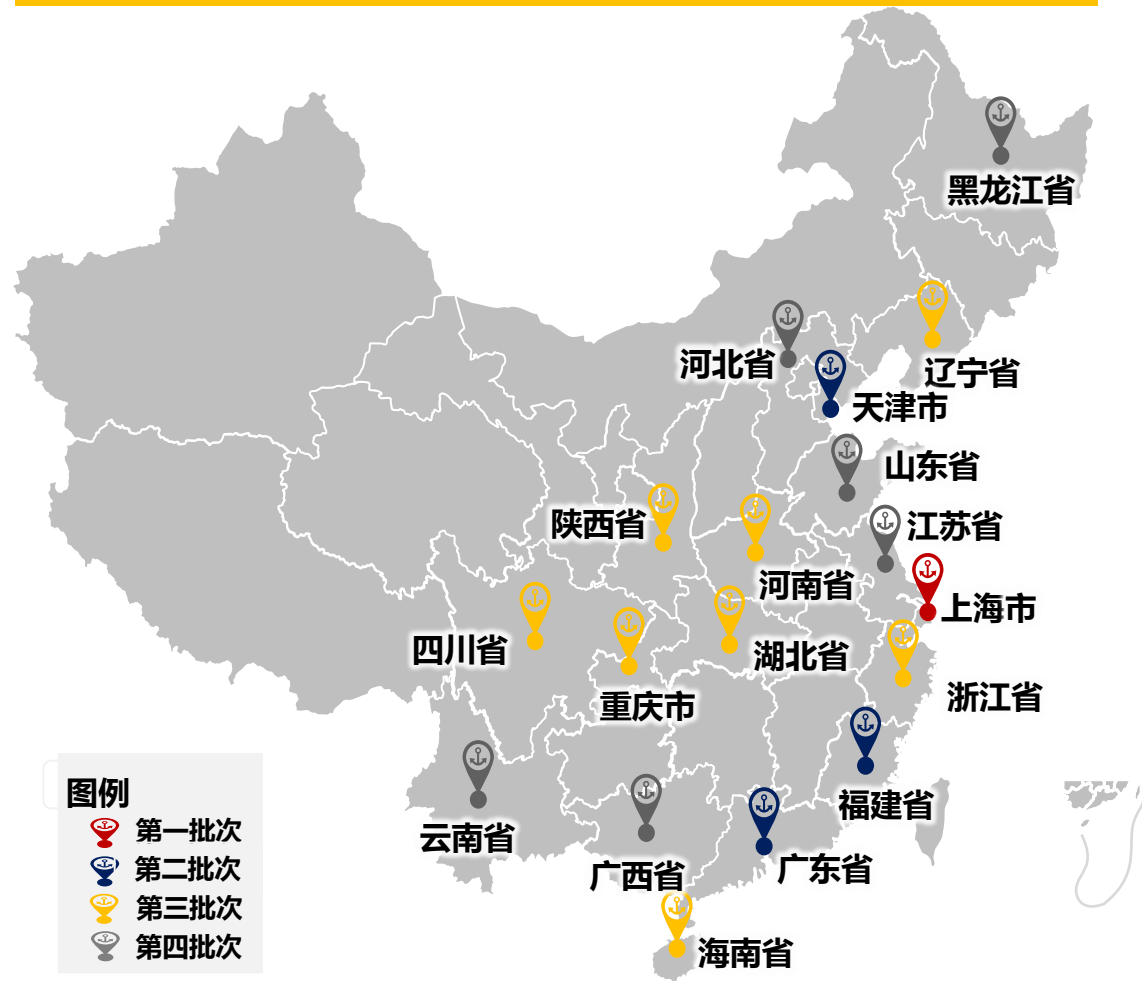 黑龙江省
河北省
辽宁省
天津市
山东省
陕西省
江苏省
河南省
上海市
四川省
湖北省
重庆市
浙江省
图例
第一批次
第二批次
第三批次
第四批次
云南省
福建省
广西省
广东省
海南省